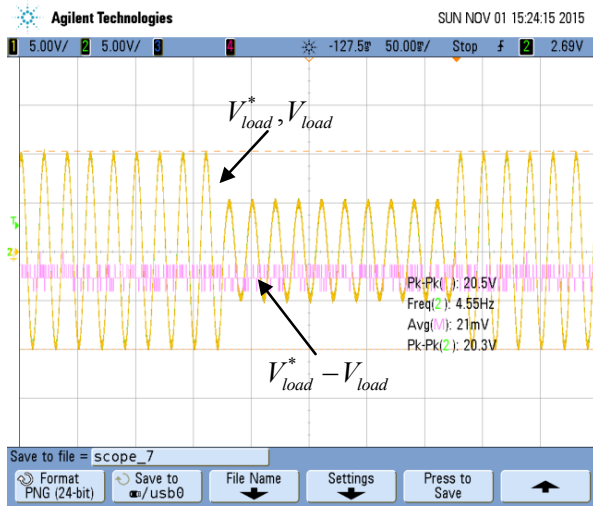 Agilent Technologies SUN NOV 01 15:24:15 2015
1 5.00V/ 2 5.00V/ 3 4 -127.5▼ 50.00▼/ Stop 2 2.69V
V*load, Vload
T
2
Pk-Pk(1): 20.5V
Freq(2): 4.55Hz
Avg(M): 21mV
Pk-Pk(2): 20.3V
V*load − Vload
Save to file = scope_7
Format Save to File Name Settings Press to
PNG (24-bit) /usb0 Save